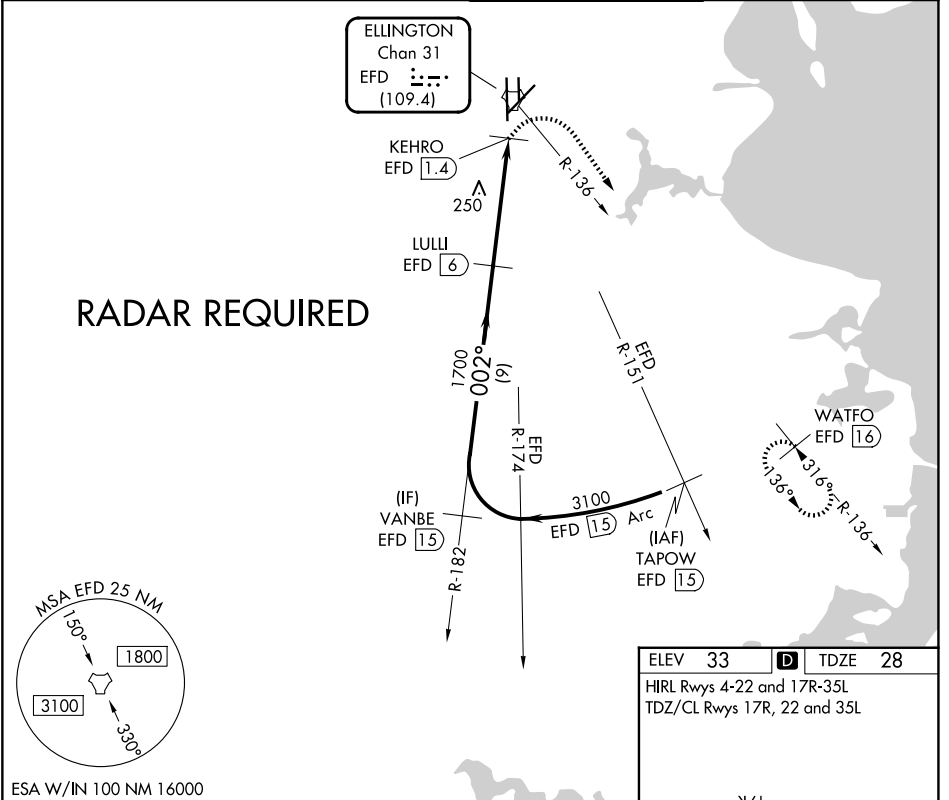 ELLINGTON
Chan 31
EFD
(109.4)
KEHRO
EFD 1.4
R-136
250
LULLI
EFD 6
RADAR REQUIRED
1700
002°
(9)
EFD
R-151
EFD
R-174
WATFO
EFD 16
316°
136°
R-136
(IF)
VANBE
EFD 15
3100
EFD 15 Arc
(IAF)
TAPOW
EFD 15
R-182
MSA EFD 25 NM
150°
1800
3100
330°
ESA W/IN 100 NM 16000
ELEV 33 D TDZE 28
HIRL Rwys 4-22 and 17R-35L
TDZ/CL Rwys 17R, 22 and 35L